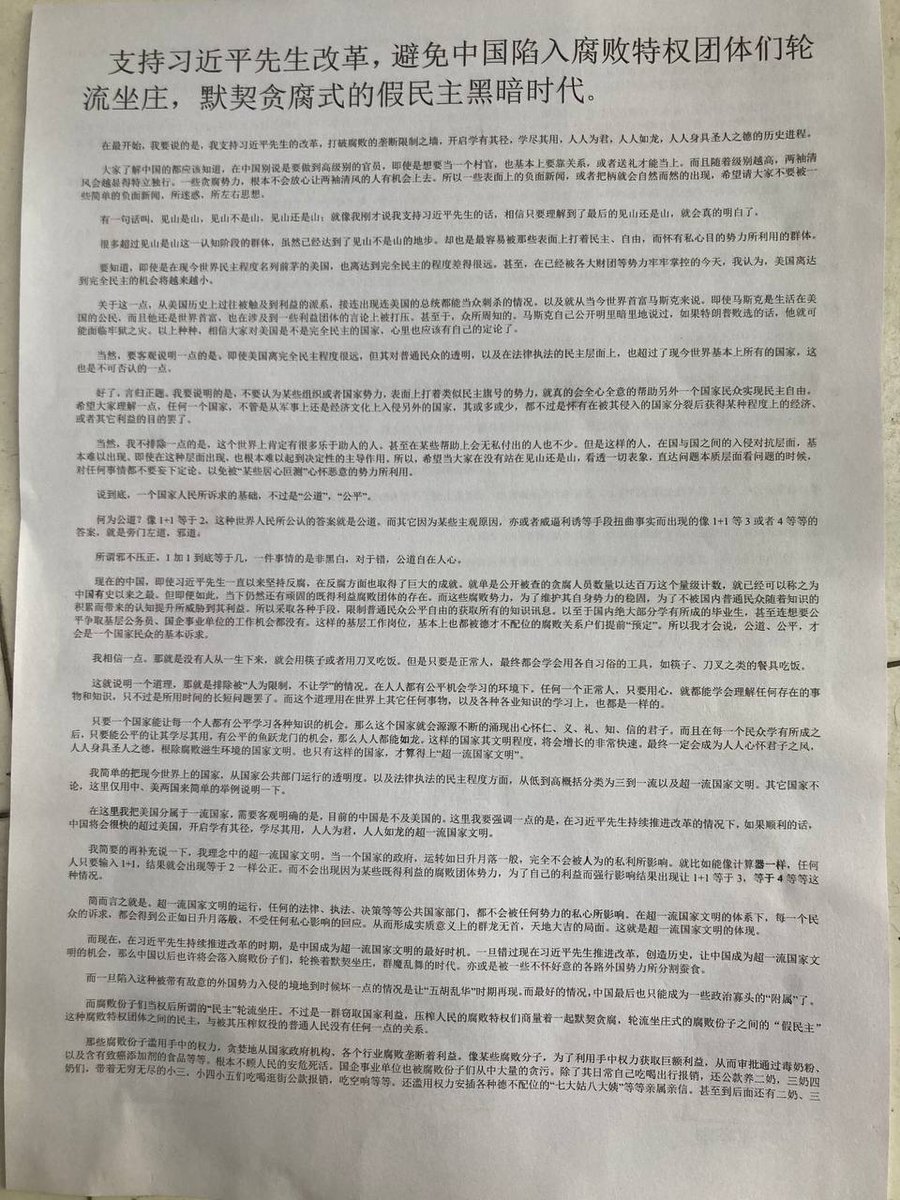 支持习近平先生改革，避免中国陷入腐败特权团体们轮
流坐庄，默契贪腐式的假民主黑暗时代。
在最开始，我要说的是，我支持习近平先生的改革，打破腐败的垄断限制之墙，开启学有其径，学尽其用，人人为君，人人如龙，人人身具圣人之德的历史进程。
大家了解中国的都应该知道，在中国别说是要做到高级别的官员，即使是想要当一个村官，也基本上要靠关系，或者送礼才能当上。而且随着级别越高，两袖清
风会越显得特立独行。一些贪腐势力，根本不会放心让两袖清风的人有机会上去。所以一些表面上的负面新闻，或者把柄就会自然而然的出现，希望请大家不要被一
些简单的负面新闻，所迷惑，所左右思想。
有一句话叫，见山是山，见山不是山，见山还是山；就像我刚才说我支持习近平先生的话，相信只要理解到了最后的见山还是山，就会真的明白了。
很多超过见山是山这一认知阶段的群体，虽然已经达到了见山不是山的地步。却也是最容易被那些表面上打着民主、自由，而怀有私心目的势力所利用的群体。
要知道，即使是在现今世界民主程度名列前茅的美国，也离达到完全民主的程度差得很远。甚至，在已经被各大财团等势力牢牢掌控的今天，我认为，美国离达
到完全民主的机会将越来越小。
关于这一点，从美国历史上过往被触及到利益的派系，接连出现连美国的总统都能当众刺杀的情况，以及就从当今世界首富马斯克来说。即使马斯克是生活在美
国的公民，而且他还是世界首富，也在涉及到一些利益团体的言论上被打压。甚至于，众所周知的。马斯克自己公开明里暗里地说过，如果特朗普败选的话，他就可
能面临牢狱之灾。以上种种，相信大家对美国是不是完全民主的国家，心里也应该有自己的定论了。
当然，要客观说明一点的是，即使美国离完全民主程度很远，但其对普通民众的透明，以及在法律执法的民主层面上，也超过了现今世界基本上所有的国家，这
也是不可否认的一点。
好了，言归正题。我要说明的是，不要认为某些组织或者国家势力，表面上打着类似民主旗号的势力，就真的会全心全意的帮助另外一个国家民众实现民主自由。
希望大家理解一点，任何一个国家，不管是从军事上还是经济文化上入侵另外的国家，其或多或少，都不过是怀有在被其侵入的国家分裂后获得某种程度上的经济、
或者其它利益的目的罢了。
当然，我不排除一点的是，这个世界上肯定有很多乐于助人的人，甚至在某些帮助上会无私付出的人也不少。但是这样的人，在国与国之间的入侵对抗层面，基
本难以出现。即使在这种层面出现，也根本难以起到决定性的主导作用。所以，希望当大家在没有站在见山还是山，看透一切表象，直达问题本质层面看问题的时候，
对任何事情都不要妄下定论。以免被“某些居心叵测”心怀恶意的势力所利用。
说到底，一个国家人民所诉求的基础，不过是“公道”，“公平”。
何为公道？像 1+1 等于 2，这种世界人民所公认的答案就是公道。而其它因为某些主观原因，亦或者威逼利诱等手段扭曲事实而出现的像 1+1 等 3 或者 4 等等的
答案，就是旁门左道，邪道。
所谓邪不压正，1 加 1 到底等于几，一件事情的是非黑白，对于错，公道自在人心。
现在的中国，即使习近平先生一直以来坚持反腐，在反腐方面也取得了巨大的成就。就单是公开被查的贪腐人员数量以达百万这个量级计数，就已经可以称之为
中国有史以来之最。但即便如此，当下仍然还有顽固的既得利益腐败团体的存在。而这些腐败势力，为了维护其自身势力的稳固，为了不被国内普通民众随着知识的
积累而带来的认知提升所威胁到其利益。所以采取各种手段，限制普通民众公平自由的获取所有的知识讯息。以至于国内绝大部分学有所成的毕业生，甚至连想要公
平争取基层公务员、国企事业单位的工作机会都没有。这样的基层工作岗位，基本上也都被德才不配位的腐败关系户们提前“预定”。所以我才会说，公道、公平，才
会是一个国家民众的基本诉求。
我相信一点。那就是没有人从一生下来，就会用筷子或者用刀叉吃饭。但是只要是正常人，最终都会学会用各自习俗的工具，如筷子、刀叉之类的餐具吃饭。
这就说明一个道理，那就是排除被“人为限制，不让学”的情况。在人人都有公平机会学习的环境下，任何一个正常人，只要用心，就都能学会理解任何存在的事
物和知识，只不过是所用时间的长短问题罢了。而这个道理用在世界上其它任何事物，以及各种各业知识的学习上，也都是一样的。
只要一个国家能让每一个人都有公平学习各种知识的机会。那么这个国家就会源源不断的涌现出心怀仁、义、礼、知、信的君子。而且在每一个民众学有所成之
后，只要能公平的让其学尽其用，有公平的鱼跃龙门的机会，那么人人都能如龙。这样的国家其文明程度，将会增长的非常快速。最终一定会成为人人心怀君子之风，
人人身具圣人之德。根除腐败滋生环境的国家文明。也只有这样的国家，才算得上“超一流国家文明”。
我简单的把现今世界上的国家，从国家公共部门运行的透明度。以及法律执法的民主程度方面，从低到高概括分类为三到一流以及超一流国家文明。其它国家不
论，这里仅用中、美两国来简单的举例说明一下。
在这里我把美国分属于一流国家，需要客观明确的是，目前的中国是不及美国的。这里我要强调一点的是，在习近平先生持续推进改革的情况下，如果顺利的话，
中国将会很快的超过美国，开启学有其径，学尽其用，人人为君，人人如龙的超一流国家文明。
我简要的再补充说一下，我理念中的超一流国家文明。当一个国家的政府，运转如日升月落一般，完全不会被人为的私利所影响。就比如能像计算器一样，任何
人只要输入 1+1，结果就会出现等于 2 一样公正。而不会出现因为某些既得利益的腐败团体势力，为了自己的利益而强行影响结果出现让 1+1 等于 3，等于 4 等等这
种情况。
简而言之就是，超一流国家文明的运行，任何的法律、执法、决策等等公共国家部门，都不会被任何势力的私心所影响。在超一流国家文明的体系下，每一个民
众的诉求，都会得到公正如日升月落般，不受任何私心影响的回应。从而形成实质意义上的群龙无首，天地大吉的局面。这就是超一流国家文明的体现。
而现在，在习近平先生持续推进改革的时期，是中国成为超一流国家文明的最好时机。一旦错过现在习近平先生推进改革，创造历史，让中国成为超一流国家文
明的机会，那么中国以后也许将会落入腐败份子们，轮换着默契坐庄，群魔乱舞的时代。亦或是被一些不怀好意的各路外国势力所分割蚕食。
而一旦陷入这种被带有敌意的外国势力入侵的境地到时候坏一点的情况是让“五胡乱华”时期再现。而最好的情况，中国最后也只能成为一些政治寡头的“附属”了。
而腐败份子们当权后所谓的“民主”轮流坐庄。不过是一群窃取国家利益，压榨人民的腐败特权们商量着一起默契贪腐，轮流坐庄式的腐败份子之间的“假民主”
这种腐败特权团体之间的民主，与被其压榨奴役的普通人民没有任何一点的关系。
那些腐败份子滥用手中的权力，贪婪地从国家政府机构、各个行业腐败垄断着利益。像某些腐败分子，为了利用手中权力获取巨额利益，从而审批通过毒奶粉、
以及含有致癌添加剂的食品等等。根本不顾人民的安危死活。国企事业单位也被腐败份子们从中大量的贪污。除了其日常自己吃喝出行报销，还公款养二奶，三奶四
奶们，带着无穷无尽的小三，小四小五们吃喝逛街公款报销，吃空响等等。还滥用权力安插各种德不配位的“七大姑八大姨”等等亲属亲信。甚至到后面还有二奶、三